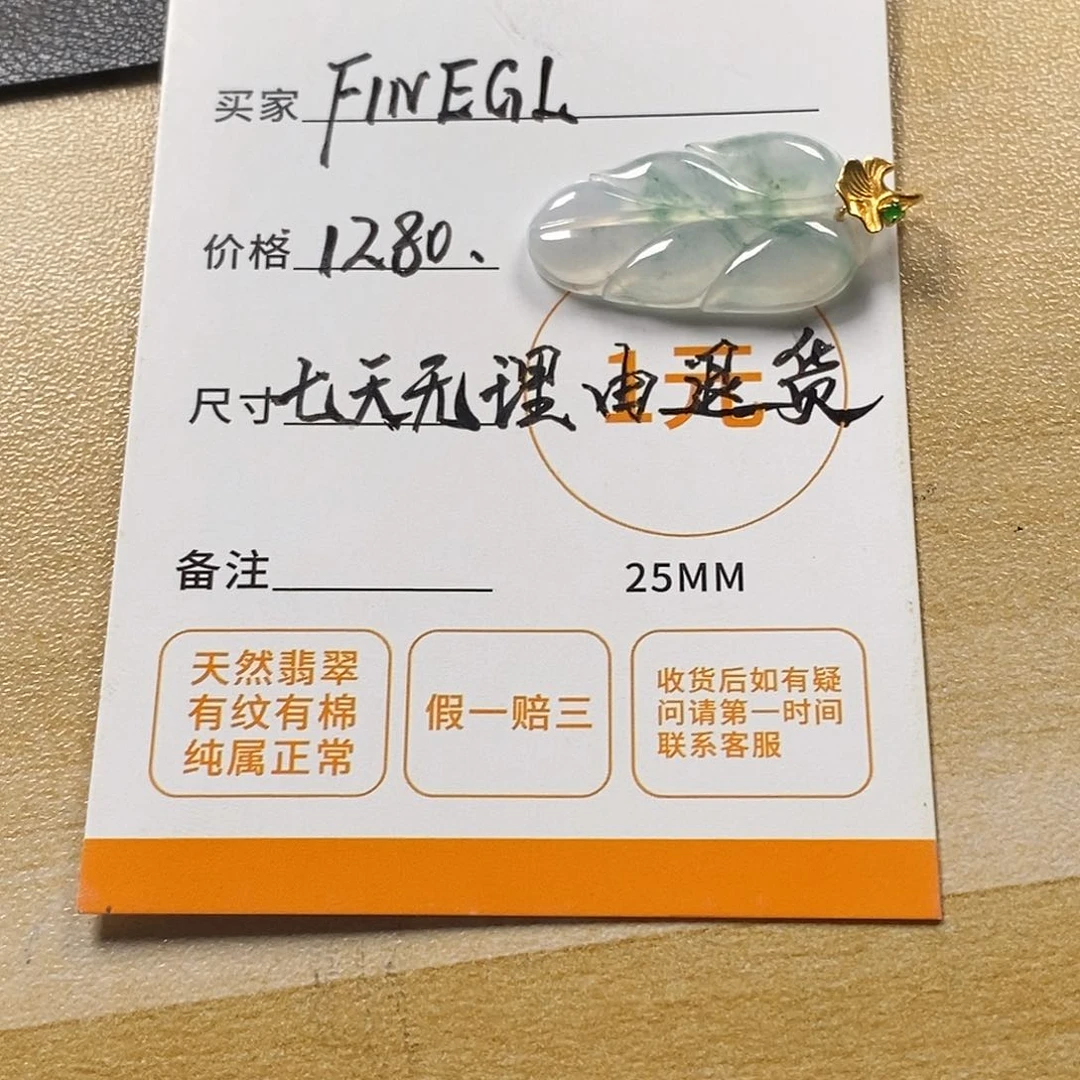 买家 FINEGL
价格 1280.
尺寸 七天无理由退货
1元
备注
25MM
天然翡翠
有纹有棉
纯属正常
假一赔三
收货后如有疑
问请第一时间
联系客服